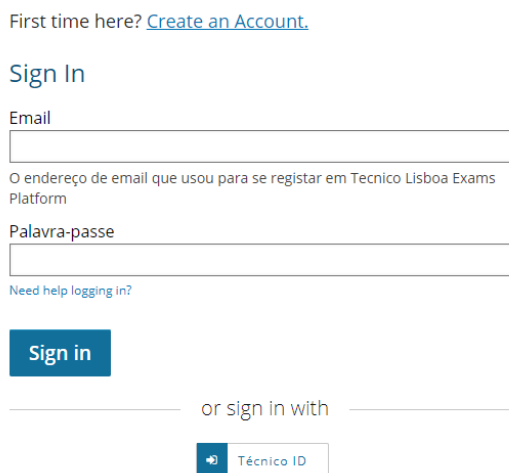 First time here? Create an Account.
Sign In
Email
O endereço de email que usou para se registar em Tecnico Lisboa Exams
Platform
Palavra-passe
Need help logging in?
Sign in
or sign in with
Técnico ID